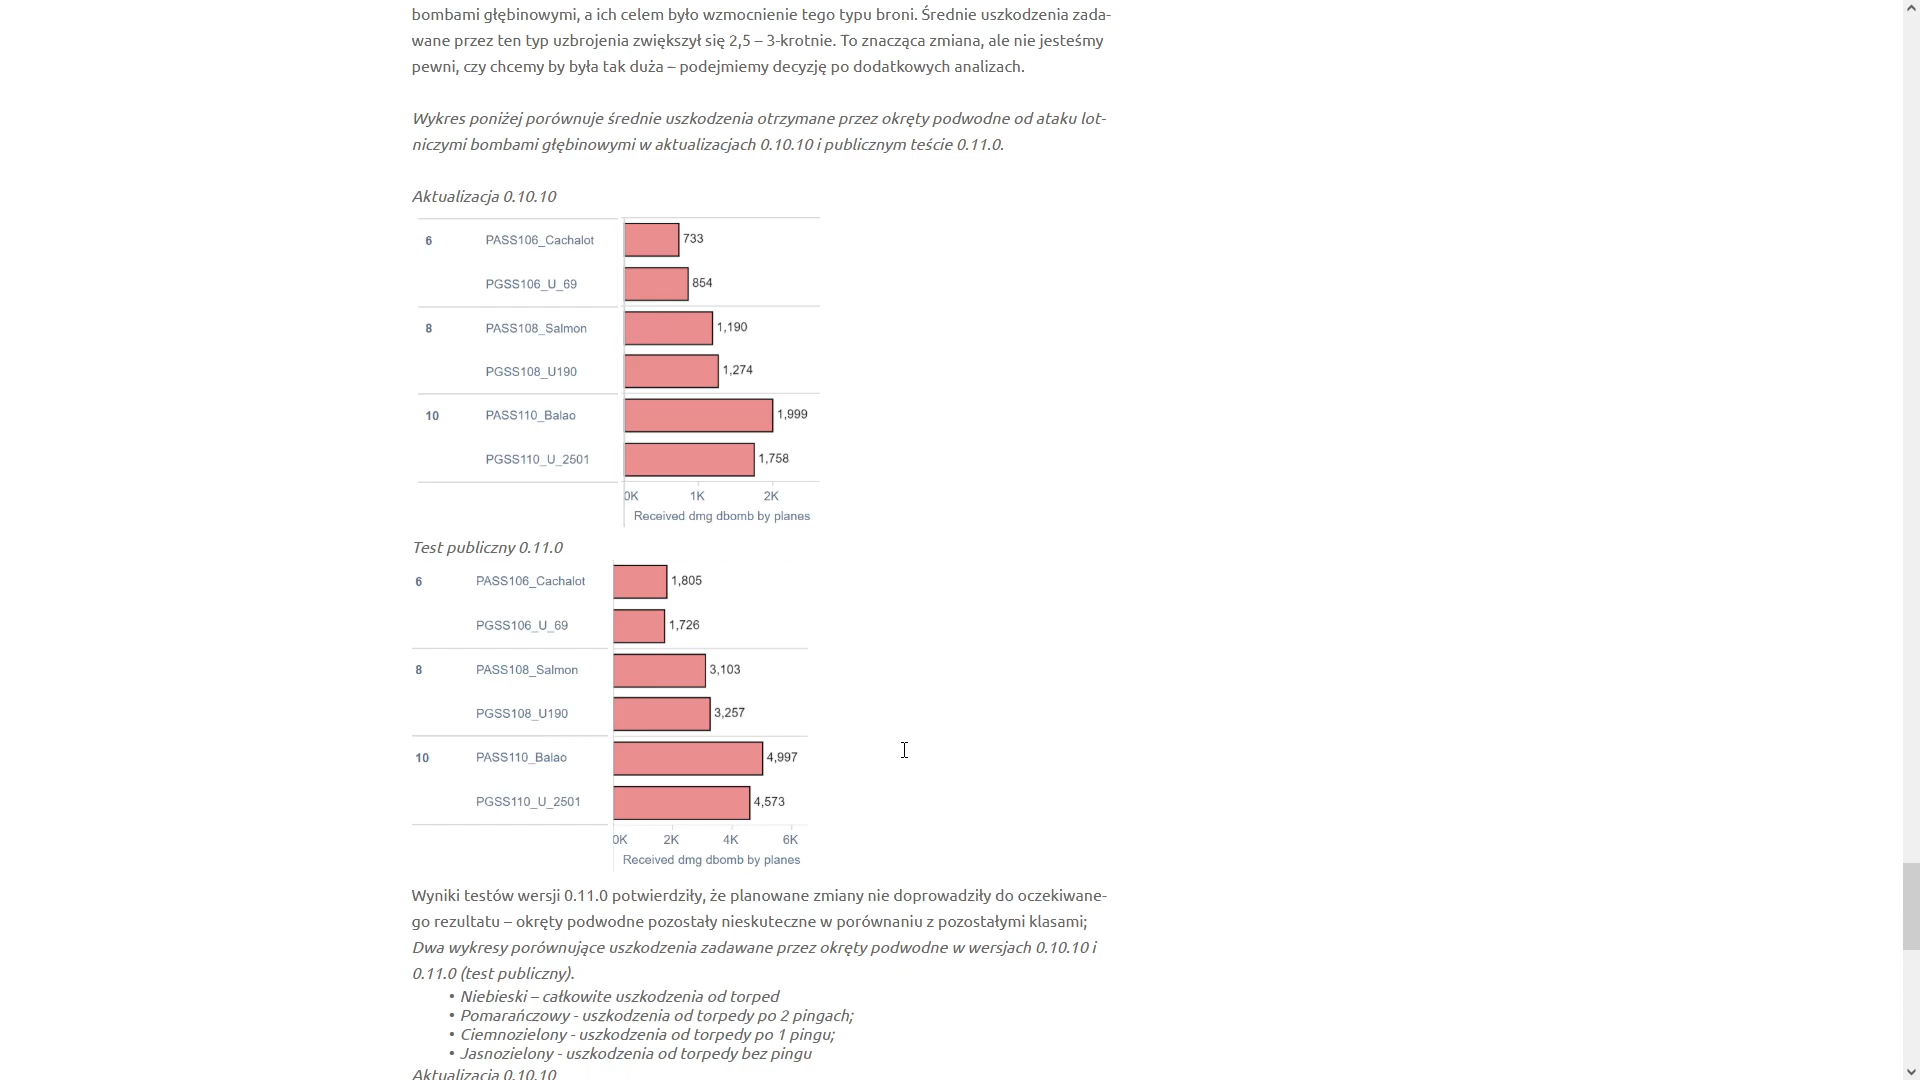 bombami głębinowymi, a ich celem było wzmocnienie tego typu broni. Średnie uszkodzenia zada-
wane przez ten typ uzbrojenia zwiększył się 2,5 – 3-krotnie. To znacząca zmiana, ale nie jesteśmy
pewni, czy chcemy by była tak duża – podejmiemy decyzję po dodatkowych analizach.
Wykres poniżej porównuje średnie uszkodzenia otrzymane przez okręty podwodne od ataku lot-
niczymi bombami głębinowymi w aktualizacjach 0.10.10 i publicznym teście 0.11.0.
Aktualizacja 0.10.10
6 PASS106_Cachalot 733
PGSS106_U_69 854
8 PASS108_Salmon 1,190
PGSS108_U190 1,274
10 PASS110_Balao 1,999
PGSS110_U_2501 1,758
0K 1K 2K
Received dmg dbomb by planes
Test publiczny 0.11.0
6 PASS106_Cachalot 1,805
PGSS106_U_69 1,726
8 PASS108_Salmon 3,103
PGSS108_U190 3,257
10 PASS110_Balao 4,997
PGSS110_U_2501 4,573
0K 2K 4K 6K
Received dmg dbomb by planes
Wyniki testów wersji 0.11.0 potwierdziły, że planowane zmiany nie doprowadziły do oczekiwane-
go rezultatu – okręty podwodne pozostały nieskuteczne w porównaniu z pozostałymi klasami;
Dwa wykresy porównujące uszkodzenia zadawane przez okręty podwodne w wersjach 0.10.10 i
0.11.0 (test publiczny).
• Niebieski – całkowite uszkodzenia od torped
• Pomarańczowy - uszkodzenia od torpedy po 2 pingach;
• Ciemnozielony - uszkodzenia od torpedy po 1 pingu;
• Jasnozielony - uszkodzenia od torpedy bez pingu
Aktualizacja 0.10.10